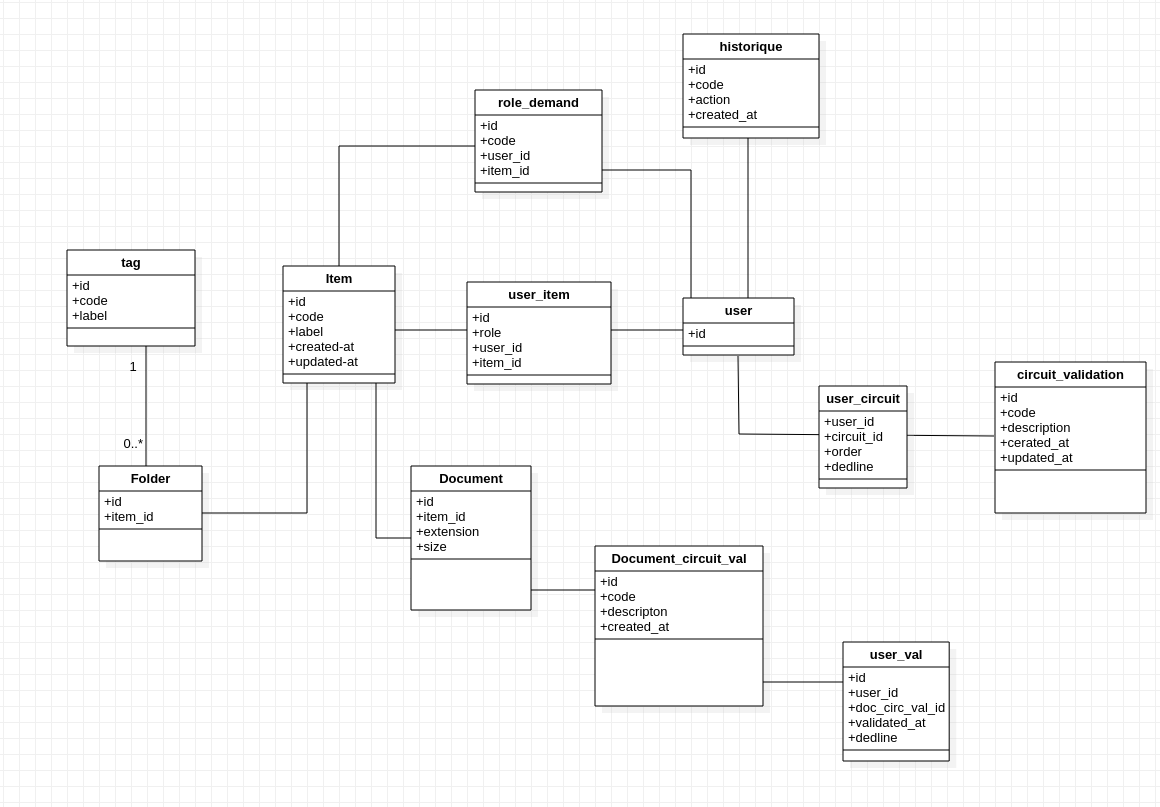 historique
+id
+code
+action
+created_at
role_demand
+id
+code
+user_id
+item_id
tag
+id
+code
+label
Item
+id
+code
+label
+created-at
+updated-at
user_item
+id
+role
+user_id
+item_id
user
+id
1
0..*
circuit_validation
+id
+code
+description
+cerated_at
+updated_at
user_circuit
+user_id
+circuit_id
+order
+dedline
Folder
+id
+item_id
Document
+id
+item_id
+extension
+size
Document_circuit_val
+id
+code
+descripton
+created_at
user_val
+id
+user_id
+doc_circ_val_id
+validated_at
+dedline